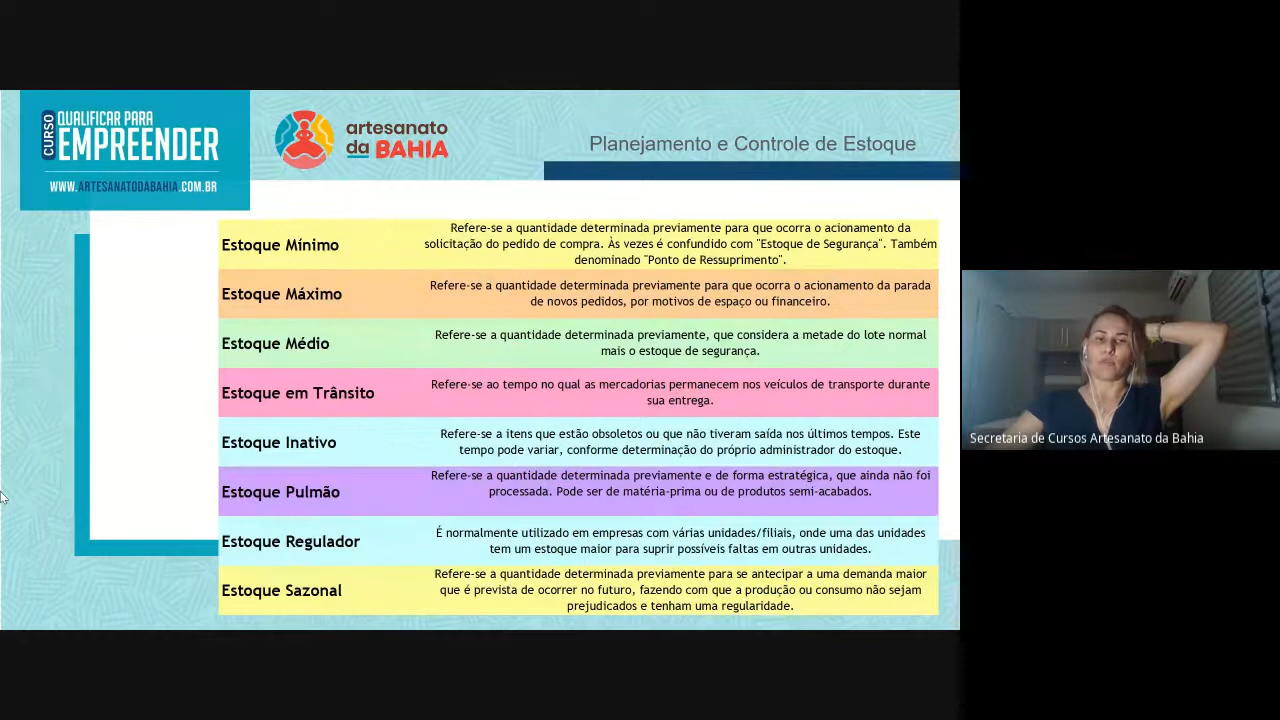 CURSO
QUALIFICAR PARA
EMPREENDER
WWW.ARTESANATODABAHIA.COM.BR
artesanato
da BAHIA
Planejamento e Controle de Estoque
Estoque Mínimo
Refere-se a quantidade determinada previamente para que ocorra o acionamento da
solicitação do pedido de compra. Às vezes é confundido com "Estoque de Segurança". Também
denominado "Ponto de Ressuprimento".
Estoque Máximo
Refere-se a quantidade determinada previamente para que ocorra o acionamento da parada
de novos pedidos, por motivos de espaço ou financeiro.
Estoque Médio
Refere-se a quantidade determinada previamente, que considera a metade do lote normal
mais o estoque de segurança.
Estoque em Trânsito
Refere-se ao tempo no qual as mercadorias permanecem nos veículos de transporte durante
sua entrega.
Estoque Inativo
Refere-se a itens que estão obsoletos ou que não tiveram saída nos últimos tempos. Este
tempo pode variar, conforme determinação do próprio administrador do estoque.
Estoque Pulmão
Refere-se a quantidade determinada previamente e de forma estratégica, que ainda não foi
processada. Pode ser de matéria-prima ou de produtos semi-acabados.
Estoque Regulador
É normalmente utilizado em empresas com várias unidades/filiais, onde uma das unidades
tem um estoque maior para suprir possíveis faltas em outras unidades.
Estoque Sazonal
Refere-se a quantidade determinada previamente para se antecipar a uma demanda maior
que é prevista de ocorrer no futuro, fazendo com que a produção ou consumo não sejam
prejudicados e tenham uma regularidade.
Secretaria de Cursos Artesanato da Bahia